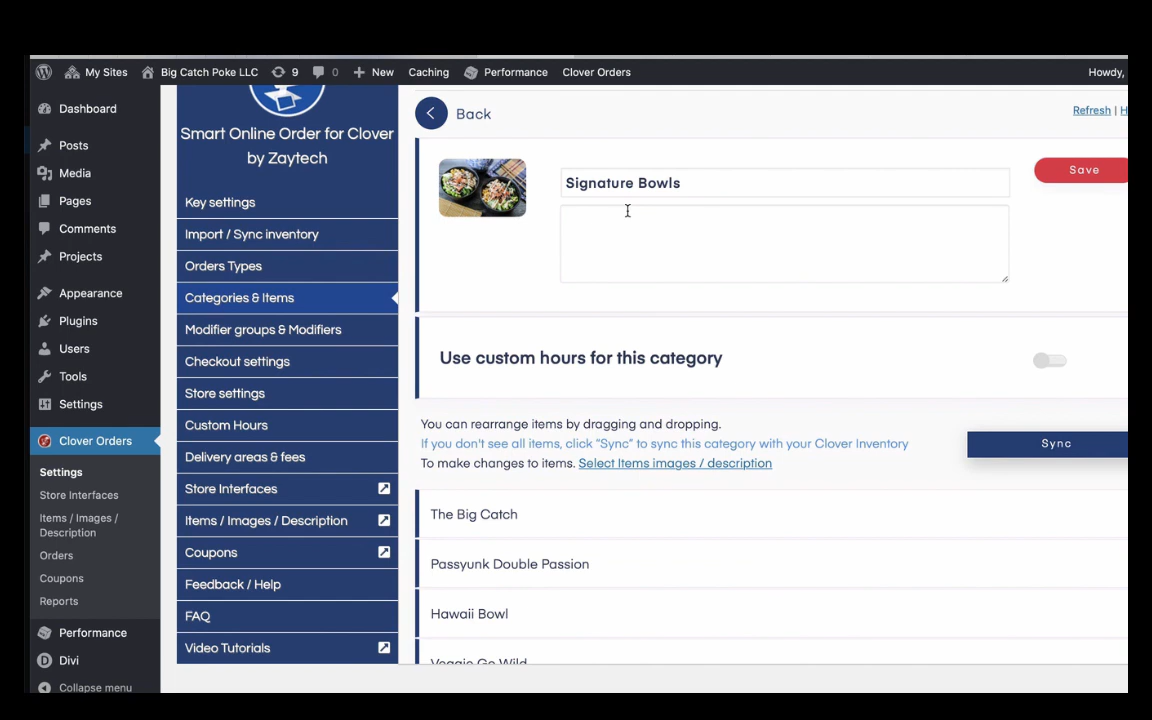 My Sites Big Catch Poke LLC 9 0 New Caching Performance Clover Orders Howdy,
Dashboard
Posts
Media
Pages
Comments
Projects
Appearance
Plugins
Users
Tools
Settings
Clover Orders
Settings
Store Interfaces
Items / Images /
Description
Orders
Coupons
Reports
Performance
Divi
Collapse menu
Smart Online Order for Clover
by Zaytech
Key settings
Import / Sync inventory
Orders Types
Categories & Items
Modifier groups & Modifiers
Checkout settings
Store settings
Custom Hours
Delivery areas & fees
Store Interfaces
Items / Images / Description
Coupons
Feedback / Help
FAQ
Video Tutorials
Back
Refresh | H
Signature Bowls
Save
Use custom hours for this category
You can rearrange items by dragging and dropping.
If you don't see all items, click "Sync" to sync this category with your Clover Inventory
To make changes to items. Select Items images / description
Sync
The Big Catch
Passyunk Double Passion
Hawaii Bowl
Veggie Go Wild